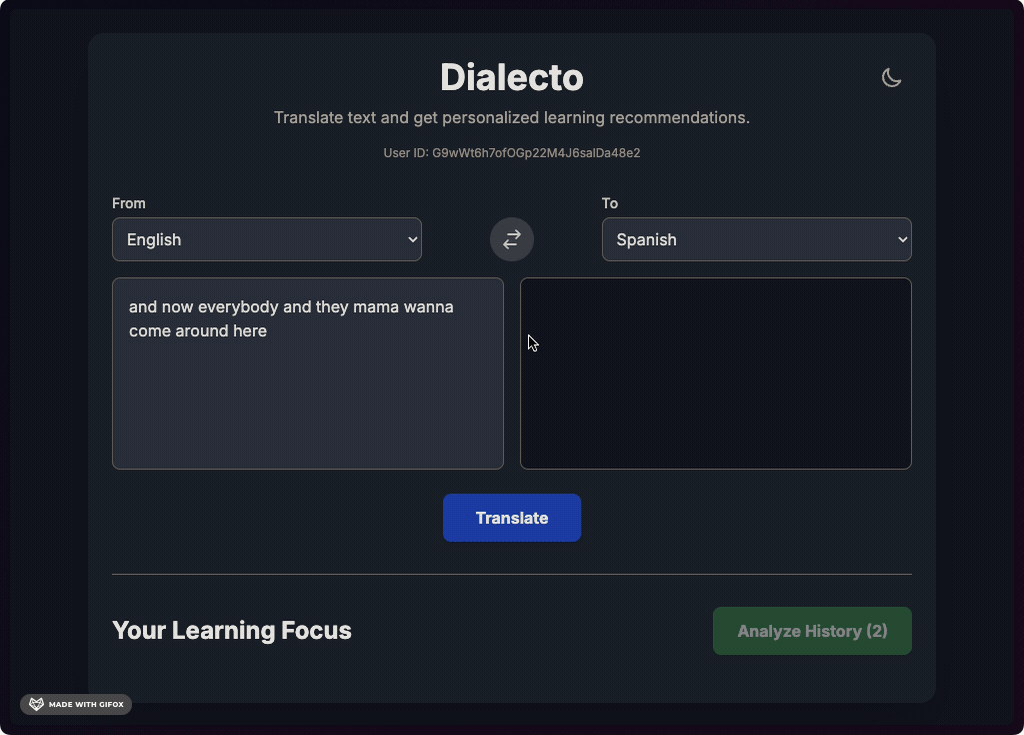 Dialecto
Translate text and get personalized learning recommendations.
User ID: G9wWt6h7ofOGp22M4J6salDa48e2
From
To
English
Spanish
and now everybody and they mama wanna
come around here
Translate
Your Learning Focus
Analyze History (2)
MADE WITH GIFOX